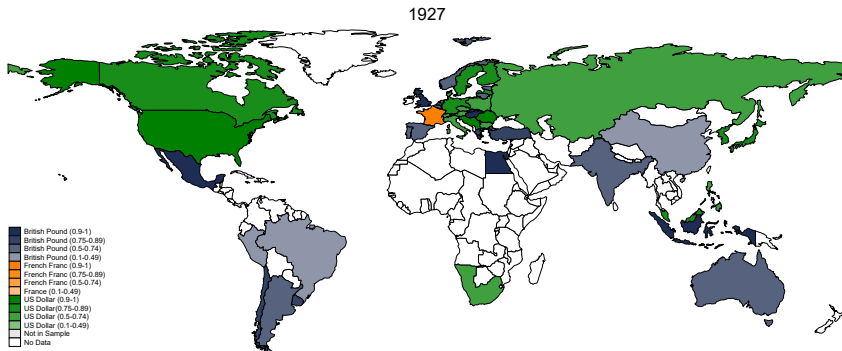 1927
British Pound (0.9-1)
British Pound (0.75-0.89)
British Pound (0.5-0.74)
British Pound (0.1-0.49)
French Franc (0.9-1)
French Franc (0.75-0.89)
French Franc (0.5-0.74)
France (0.1-0.49)
US Dollar (0.9-1)
US Dollar(0.75-0.89)
US Dollar (0.5-0.74)
US Dollar (0.1-0.49)
Not in Sample
No Data